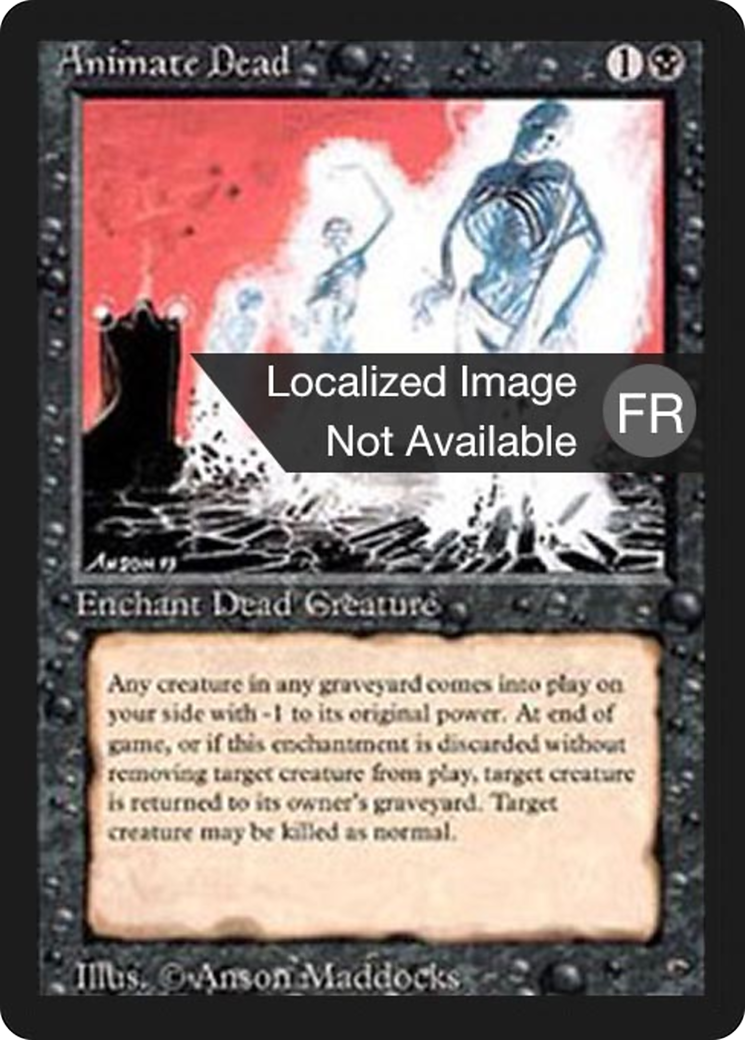 Animate Dead 1
Localized Image
Not Available
FR
ANSON 93
Enchant Dead Creature
Any creature in any graveyard comes into play on
your side with -1 to its original power. At end of
game, or if this enchantment is discarded without
removing target creature from play, target creature
is returned to its owner's graveyard. Target
creature may be killed as normal.
Illus. © Anson Maddocks